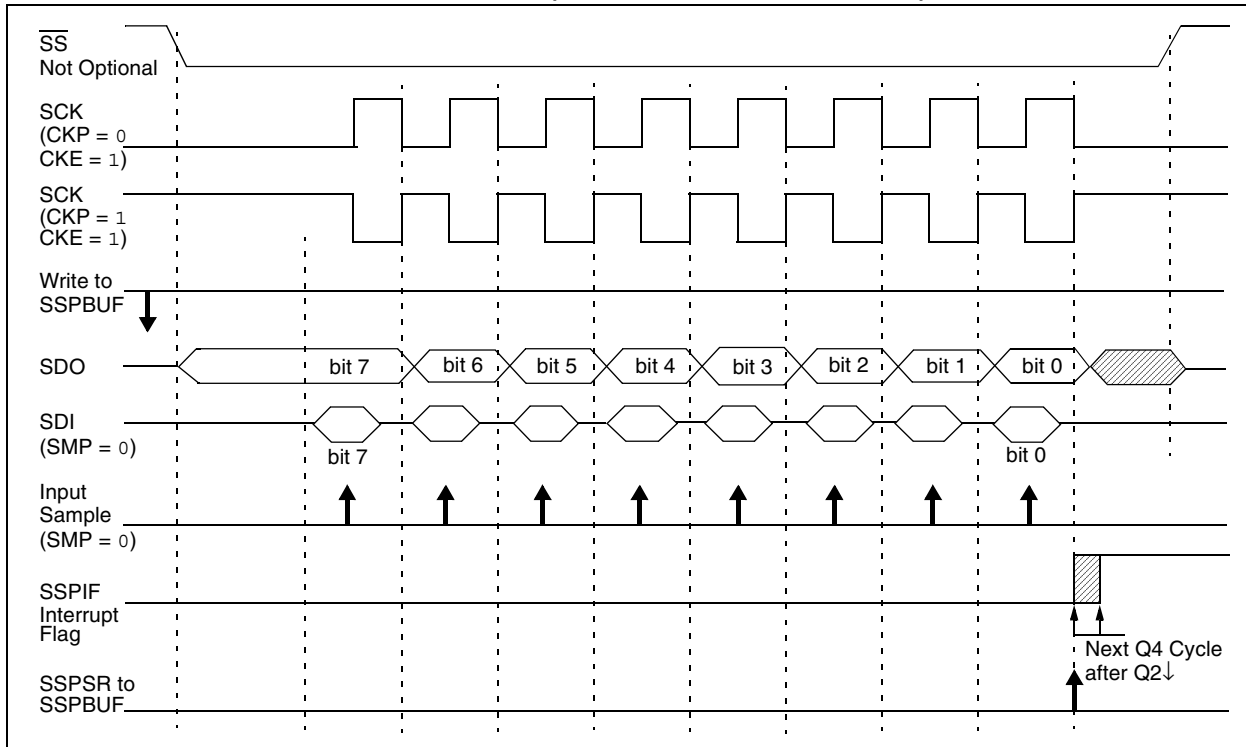 SS
Not Optional
SCK
(CKP = 0
CKE = 1)
SCK
(CKP = 1
CKE = 1)
Write to
SSPBUF
SDO
bit 7
bit 6
bit 5
bit 4
bit 3
bit 2
bit 1
bit 0
SDI
(SMP = 0)
bit 7
bit 0
Input
Sample
(SMP = 0)
SSPIF
Interrupt
Flag
Next Q4 Cycle
after Q2↓
SSPSR to
SSPBUF